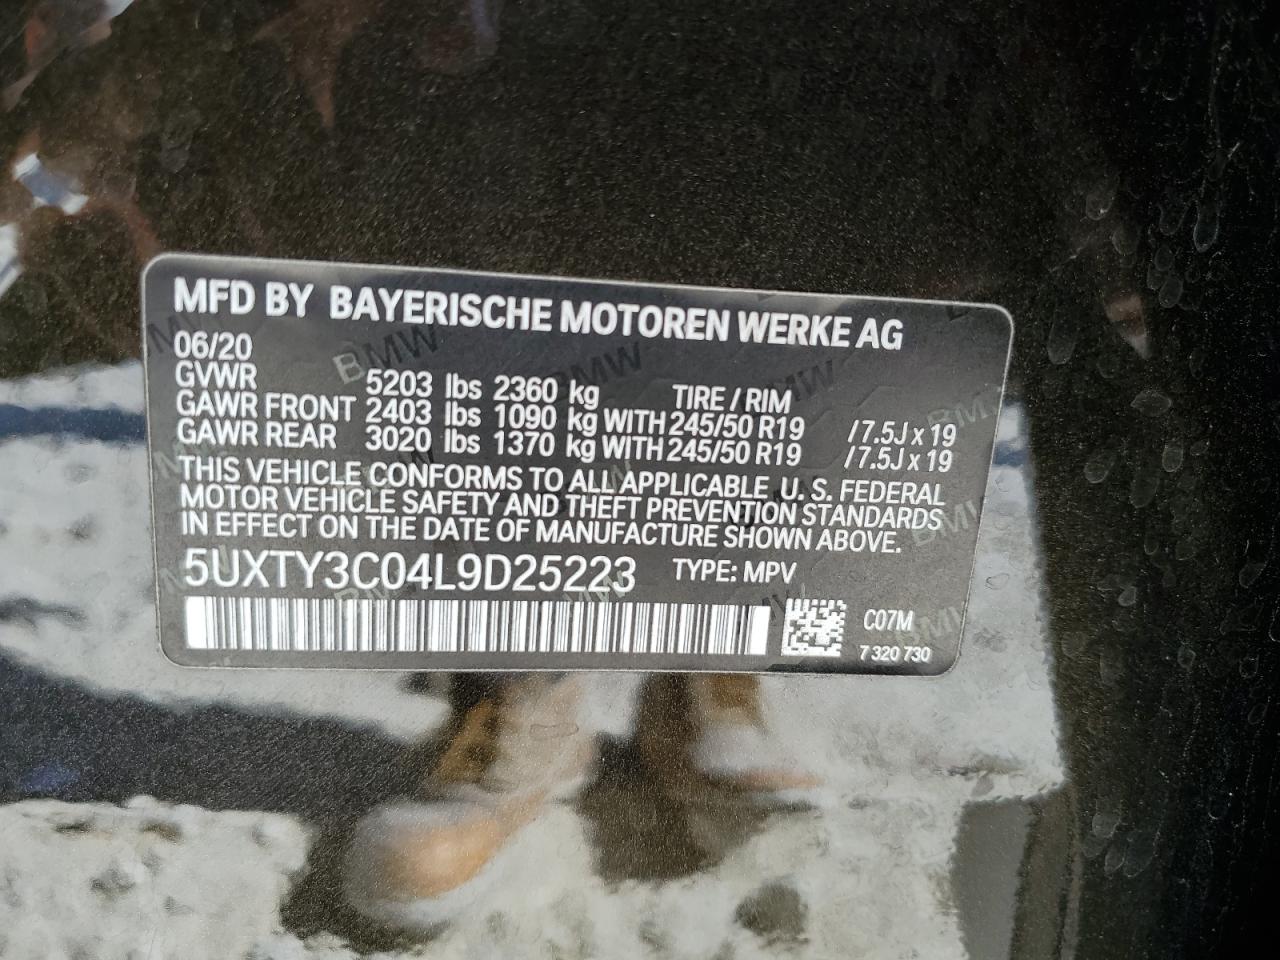 MFD BY BAYERISCHE MOTOREN WERKE AG
06/20
GVWR 5203 lbs 2360 kg TIRE / RIM
GAWR FRONT 2403 lbs 1090 kg WITH 245/50 R19 /7.5J x 19
GAWR REAR 3020 lbs 1370 kg WITH 245/50 R19 /7.5J x 19
THIS VEHICLE CONFORMS TO ALL APPLICABLE U. S. FEDERAL
MOTOR VEHICLE SAFETY AND THEFT PREVENTION STANDARDS
IN EFFECT ON THE DATE OF MANUFACTURE SHOWN ABOVE.
5UXTY3C04L9D25223 TYPE: MPV
C07M
7 320 730